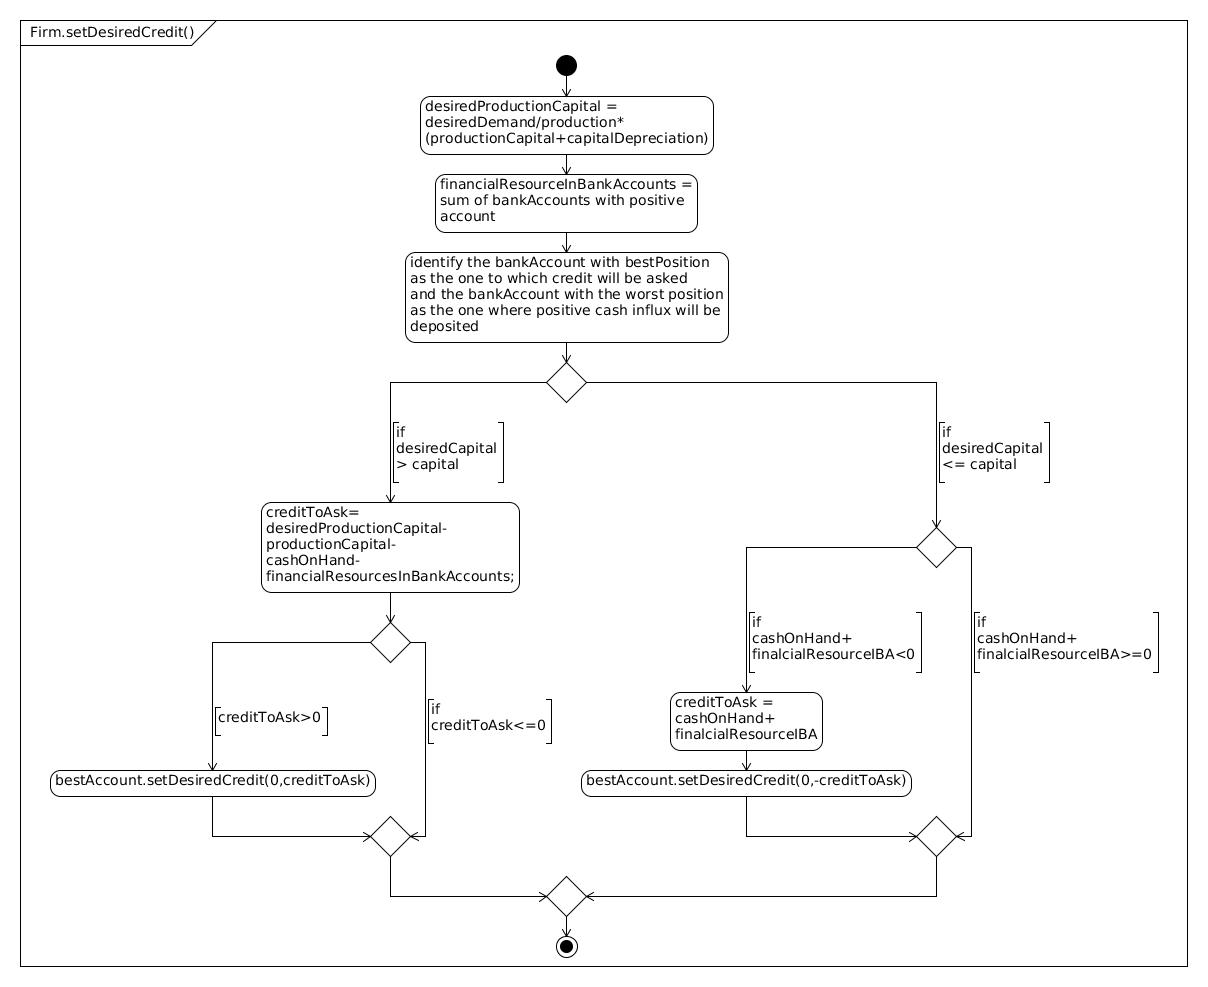 Firm.setDesiredCredit()
desiredProductionCapital =
desiredDemand/production*
(productionCapital+capitalDepreciation)
financialResourceInBankAccounts =
sum of bankAccounts with positive
account
identify the bankAccount with bestPosition
as the one to which credit will be asked
and the bankAccount with the worst position
as the one where positive cash influx will be
deposited
if
desiredCapital
> capital
if
desiredCapital
<= capital
creditToAsk=
desiredProductionCapital-
productionCapital-
cashOnHand-
financialResourcesInBankAccounts;
if
cashOnHand+
finalcialResourceIBA<0
if
cashOnHand+
finalcialResourceIBA>=0
creditToAsk>0
if
creditToAsk<=0
creditToAsk =
cashOnHand+
finalcialResourceIBA
bestAccount.setDesiredCredit(0,creditToAsk)
bestAccount.setDesiredCredit(0,-creditToAsk)